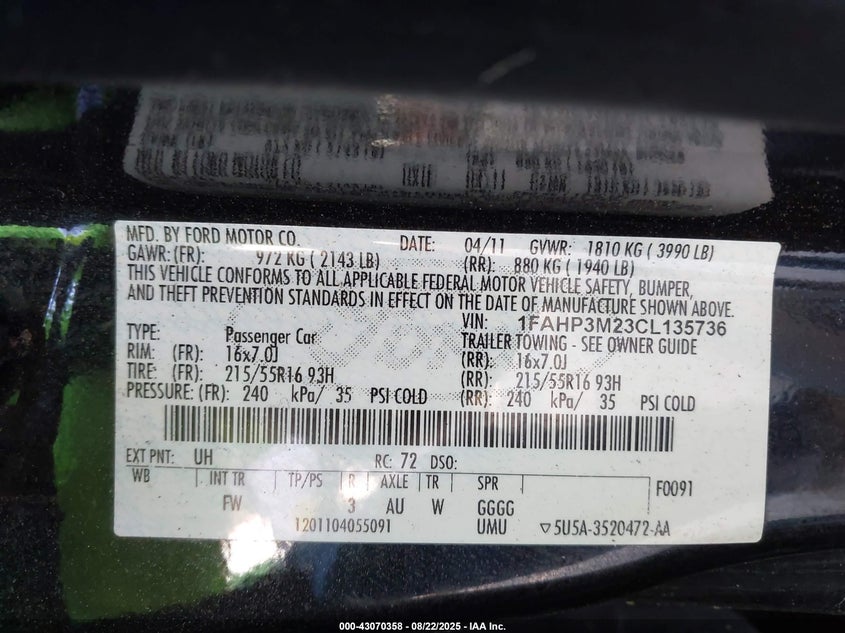 MFD. BY FORD MOTOR CO. DATE: 04/11 GVWR: 1810 KG ( 3990 LB)
GAWR: (FR): 972 KG ( 2143 LB) (RR): 880 KG ( 1940 LB)
THIS VEHICLE CONFORMS TO ALL APPLICABLE FEDERAL MOTOR VEHICLE SAFETY, BUMPER,
AND THEFT PREVENTION STANDARDS IN EFFECT ON THE DATE OF MANUFACTURE SHOWN ABOVE.
VIN: 1FAHP3M23CL135736
TYPE: Passenger Car TRAILER TOWING - SEE OWNER GUIDE
RIM: (FR): 16x7.0J (RR): 16x7.0J
TIRE: (FR): 215/55R16 93H (RR): 215/55R16 93H
PRESSURE: (FR): 240 kPa/ 35 PSI COLD (RR): 240 kPa/ 35 PSI COLD
EXT PNT: UH RC: 72 DSO:
WB INT TR TP/PS R AXLE TR SPR F0091
FW 3 AU W GGGG
1201104055091 UMU ▽5U5A-3520472-AA
000-43070358 - 08/22/2025 - IAA Inc.